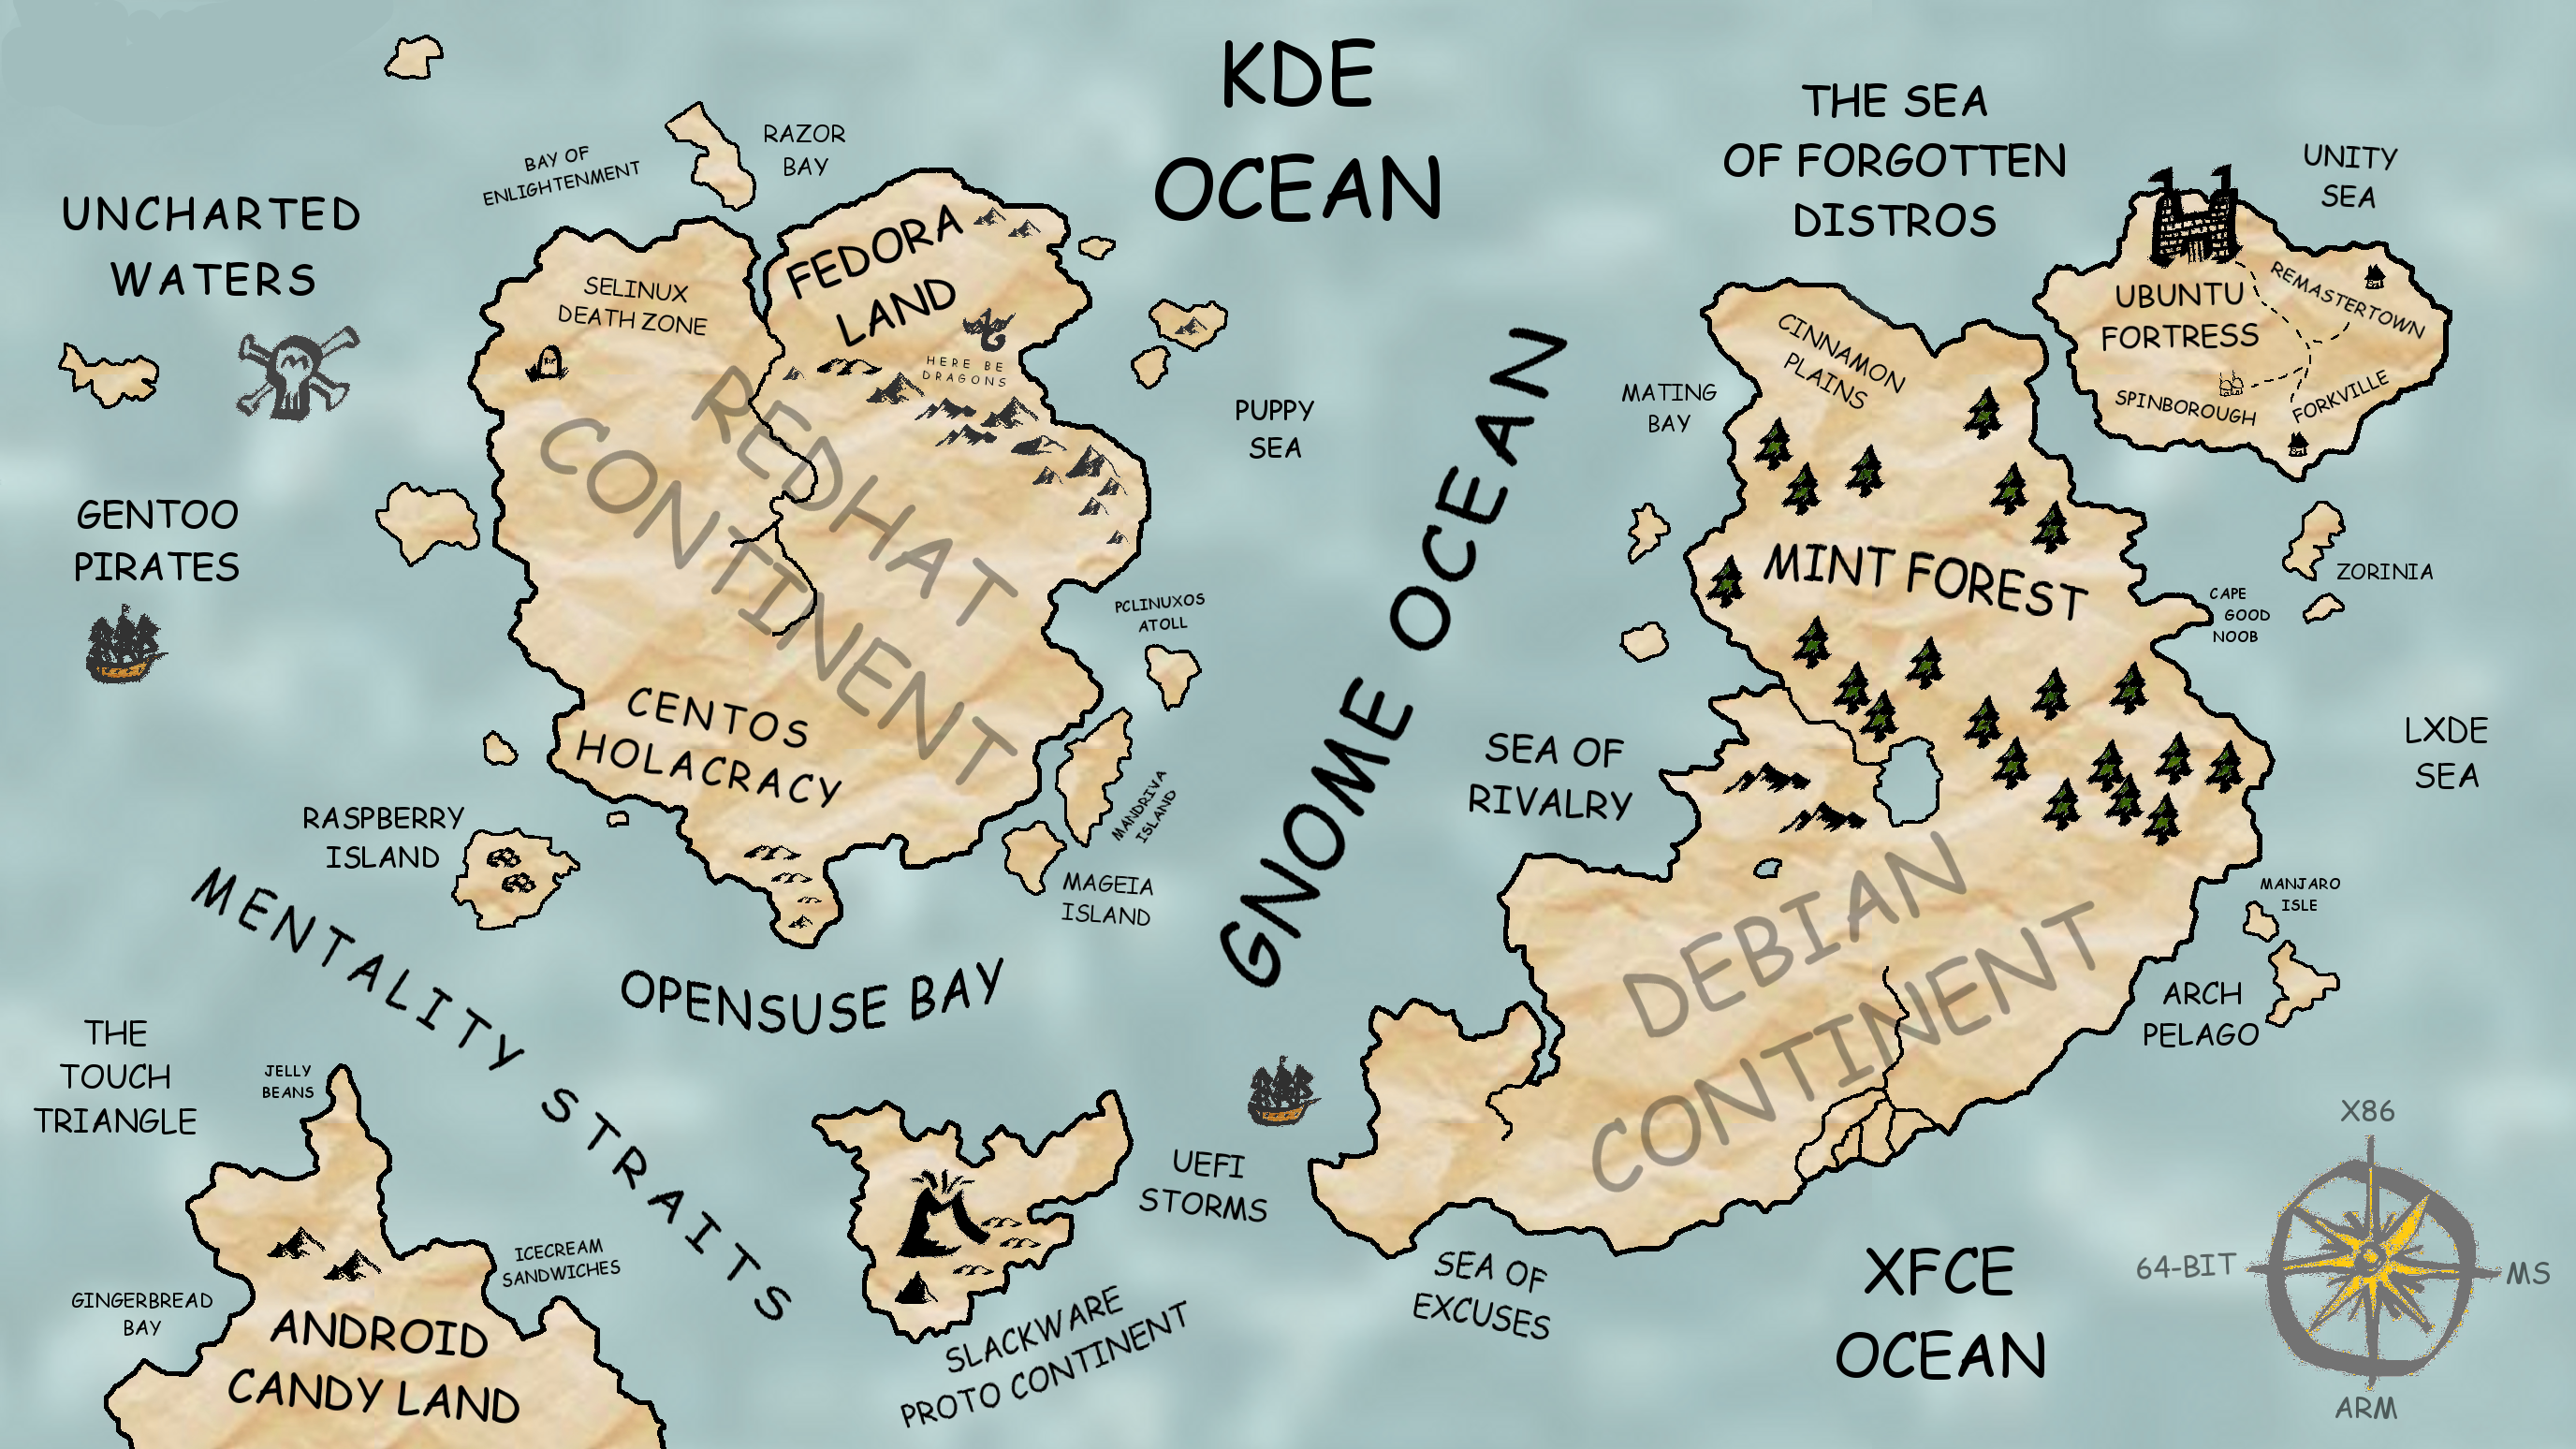 KDE
OCEAN
THE SEA
OF FORGOTTEN
DISTROS
UNITY
SEA
RAZOR
BAY
BAY OF
ENLIGHTENMENT
UNCHARTED
WATERS
FEDORA
LAND
SELINUX
DEATH ZONE
HERE BE
DRAGONS
REDHAT
CONTINENT
PUPPY
SEA
GNOME OCEAN
MATING
BAY
CINNAMON
PLAINS
UBUNTU
FORTRESS
REMASTERTOWN
SPINBOROUGH
FORKVILLE
GENTOO
PIRATES
MINT FOREST
ZORINIA
CAPE
GOOD
NOOB
PCLINUXOS
ATOLL
CENTOS
HOLACRACY
MANDRIVA
ISLAND
MAGEIA
ISLAND
SEA OF
RIVALRY
LXDE
SEA
RASPBERRY
ISLAND
MENTALITY STRAITS
OPENSUSE BAY
DEBIAN
CONTINENT
MANJARO
ISLE
ARCH
PELAGO
THE
TOUCH
TRIANGLE
JELLY
BEANS
GINGERBREAD
BAY
ICECREAM
SANDWICHES
ANDROID
CANDY LAND
UEFI
STORMS
SLACKWARE
PROTO CONTINENT
SEA OF
EXCUSES
XFCE
OCEAN
X86
64-BIT
MS
ARM